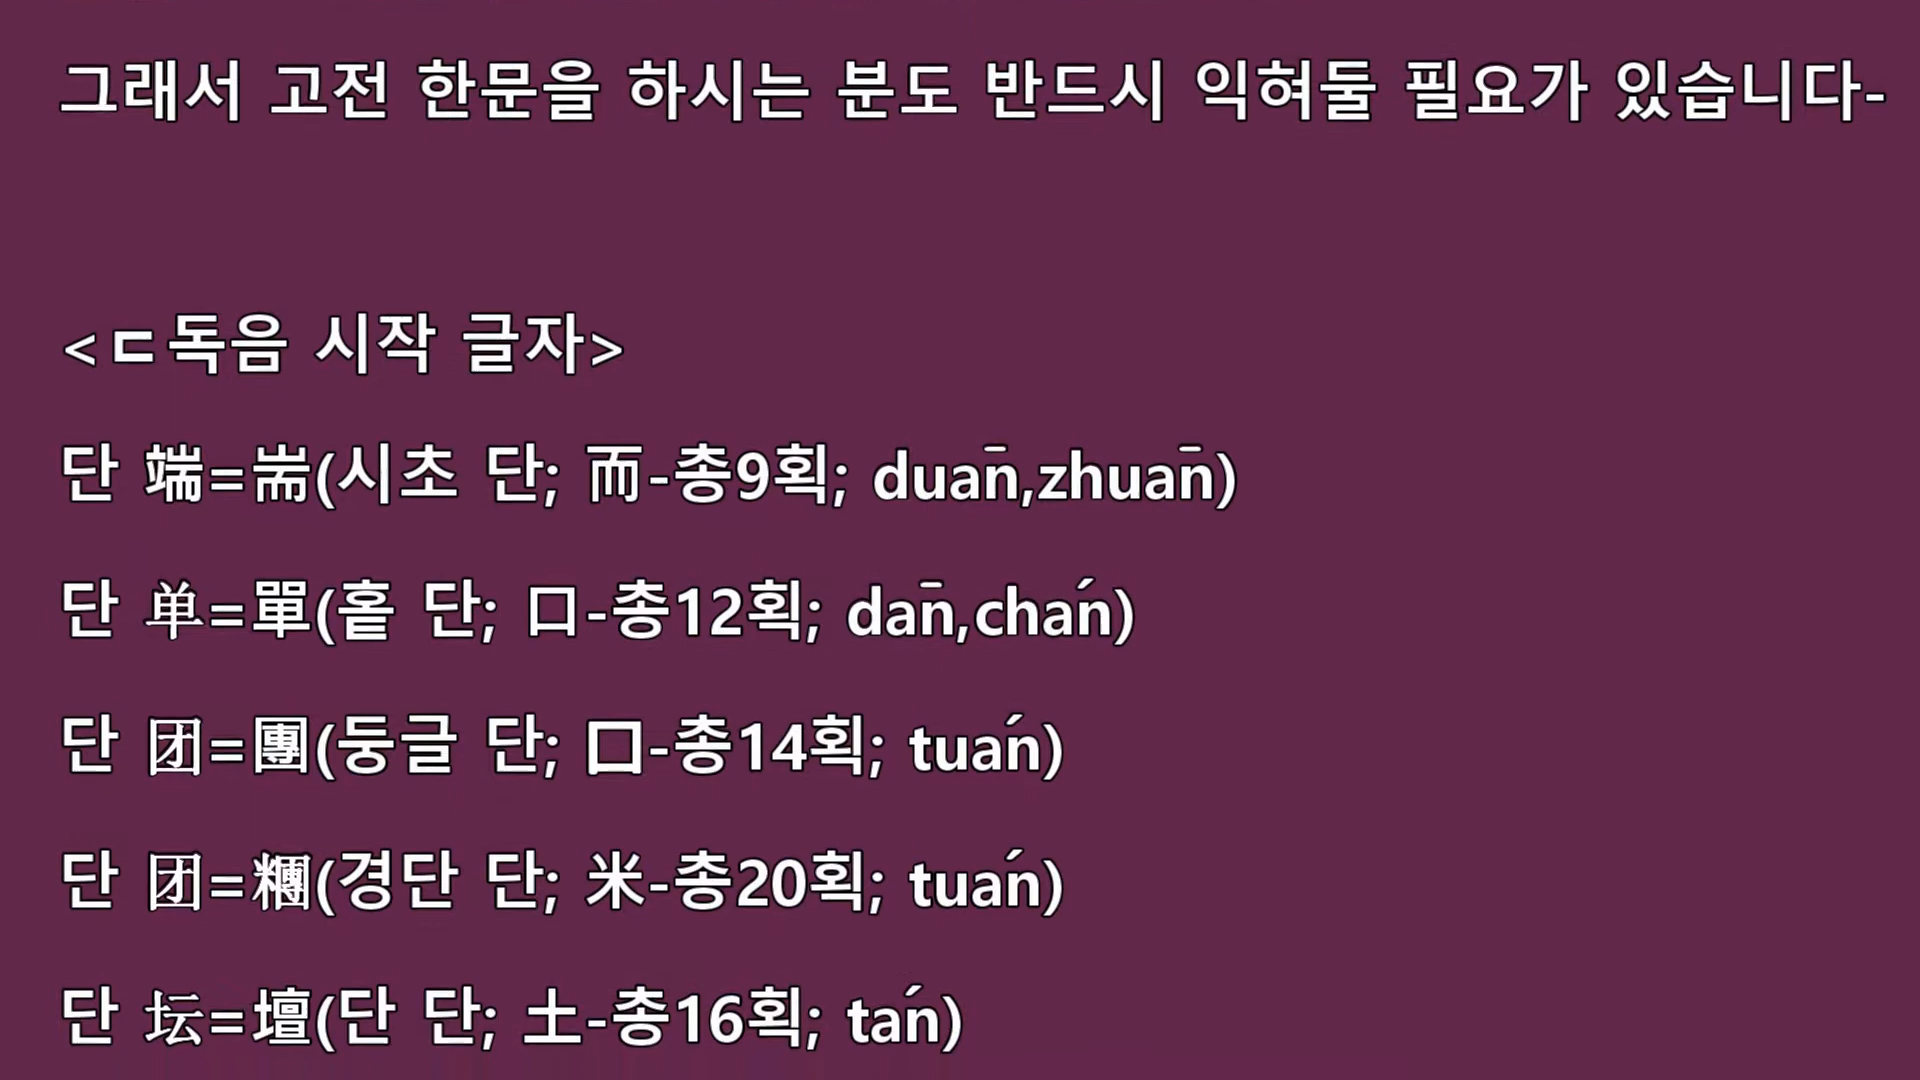 그래서 고전 한문을 하시는 분도 반드시 익혀둘 필요가 있습니다-
<ㄷ독음 시작 글자>
단 端=耑(시초 단; 而-총9획; duān,zhuān)
단 单=單(홑 단; 口-총12획; dān,chán)
단 团=團(둥글 단; 囗-총14획; tuán)
단 团=糰(경단 단; 米-총20획; tuán)
단 坛=壇(단 단; 土-총16획; tán)